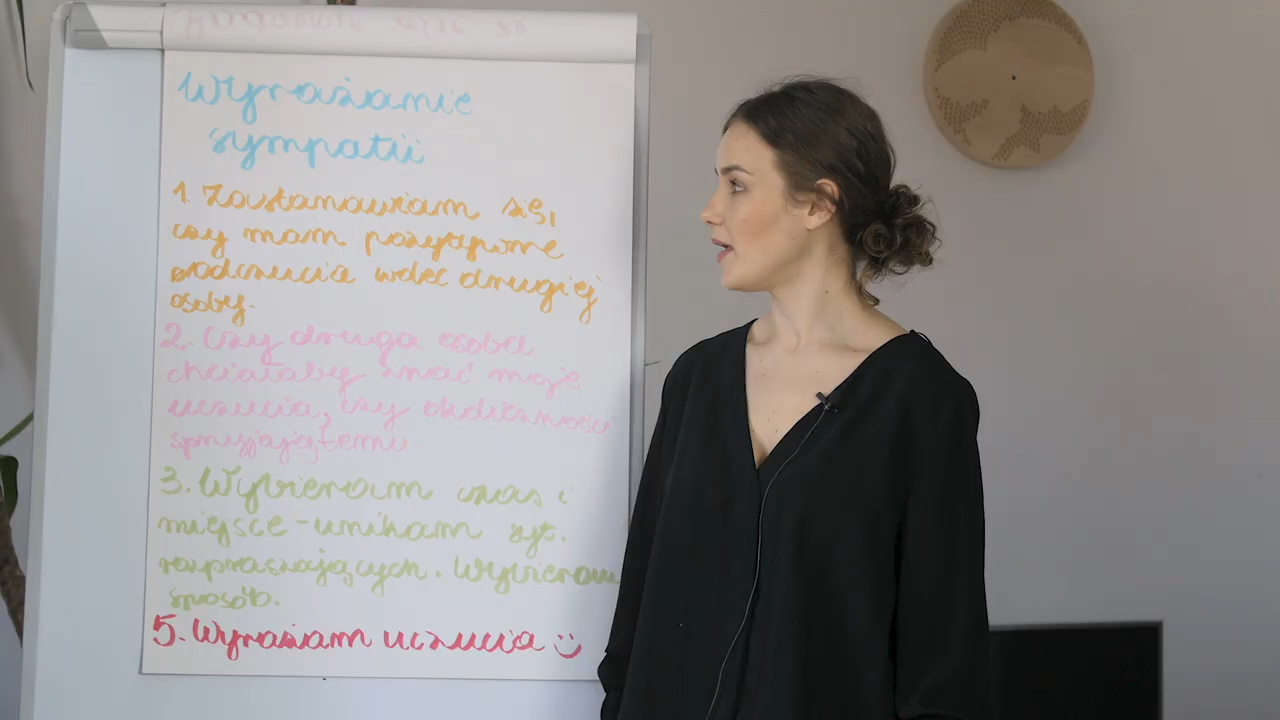 Wyrażanie
sympatii
1. Zastanawiam się,
czy mam pozytywne
odczucia wobec drugiej
osoby.
2. Czy druga osoba
chciałaby znać moje
uczucia, czy okoliczności
sprzyjają temu
3. Wybieram czas i
miejsce - unikam syt.
rozpraszających. Wybieram
sposób.
5. Wyrażam uczucia :)